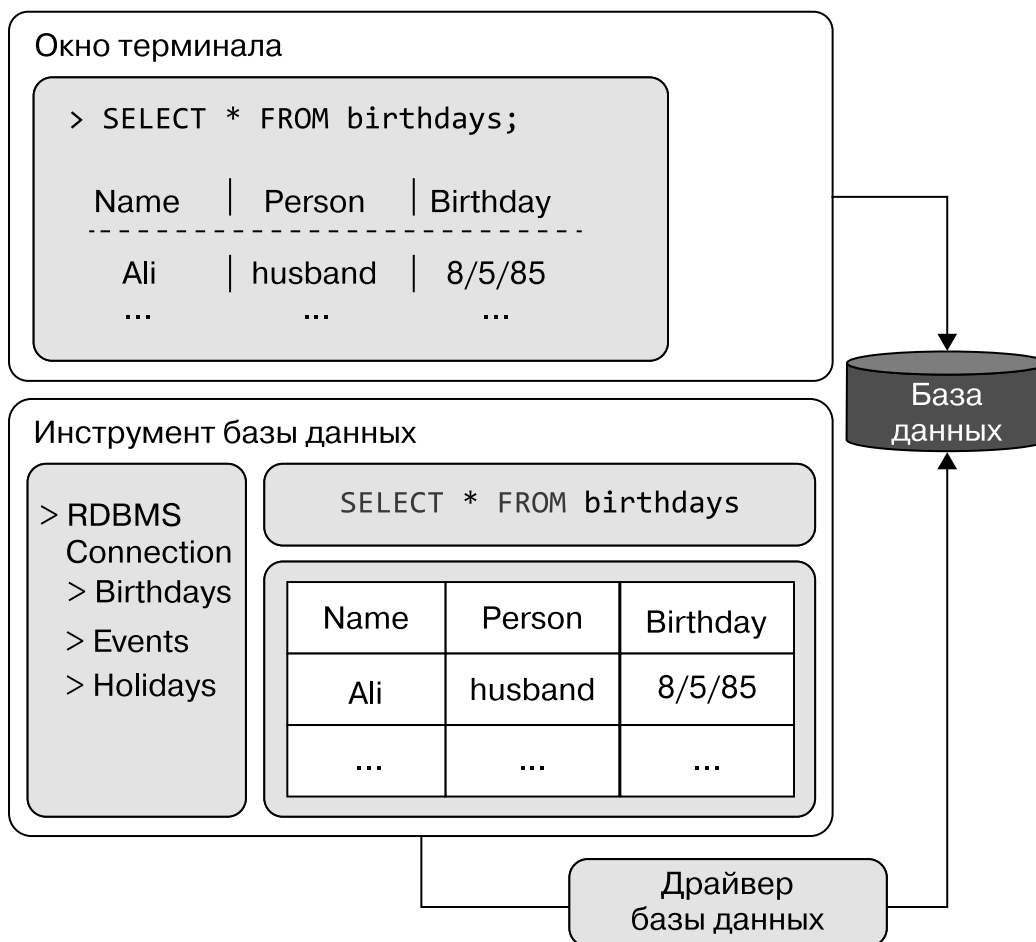 Окно терминала
> SELECT * FROM birthdays;
Name | Person | Birthday
Ali | husband | 8/5/85
... ... ...
База
данных
Инструмент базы данных
> RDBMS
Connection
> Birthdays
> Events
> Holidays
SELECT * FROM birthdays
Name Person Birthday
Ali husband 8/5/85
... ... ...
Драйвер
базы данных